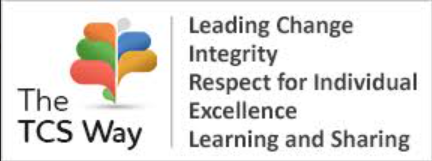 The
TCS Way
Leading Change
Integrity
Respect for Individual
Excellence
Learning and Sharing